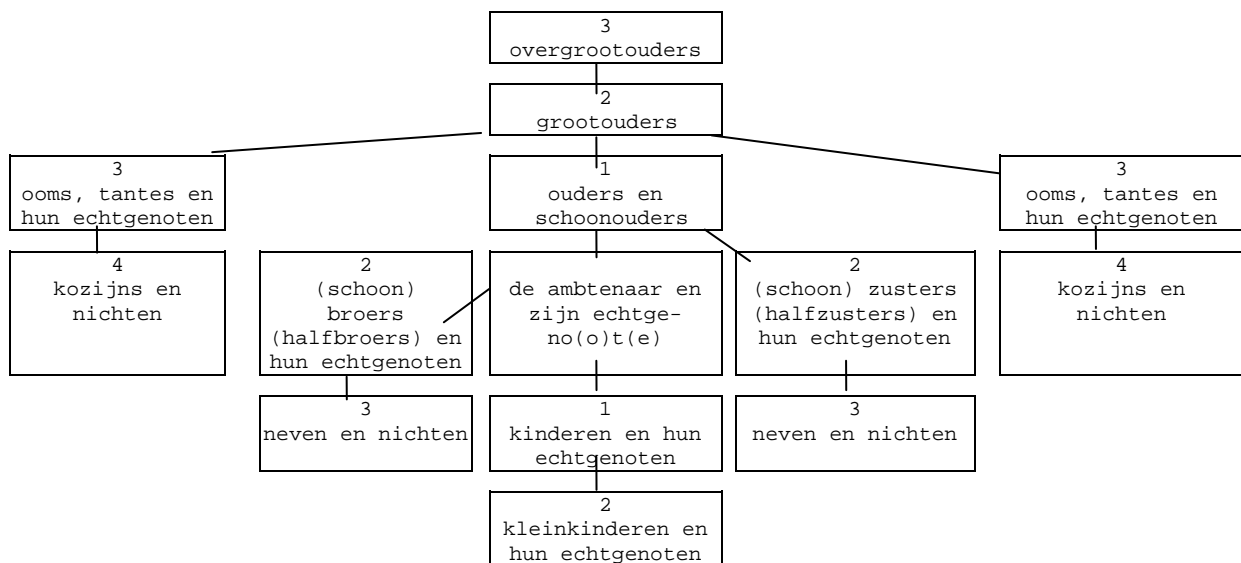 3
overgrootouders
2
grootouders
3
ooms, tantes en
hun echtgenoten
1
ouders en
schoonouders
3
ooms, tantes en
hun echtgenoten
4
kozijns en
nichten
2
(schoon)
broers
(halfbroers) en
hun echtgenoten
de ambtenaar en
zijn echtge-
no(o)t(e)
2
(schoon) zusters
(halfzusters) en
hun echtgenoten
4
kozijns en
nichten
3
neven en nichten
1
kinderen en hun
echtgenoten
3
neven en nichten
2
kleinkinderen en
hun echtgenoten